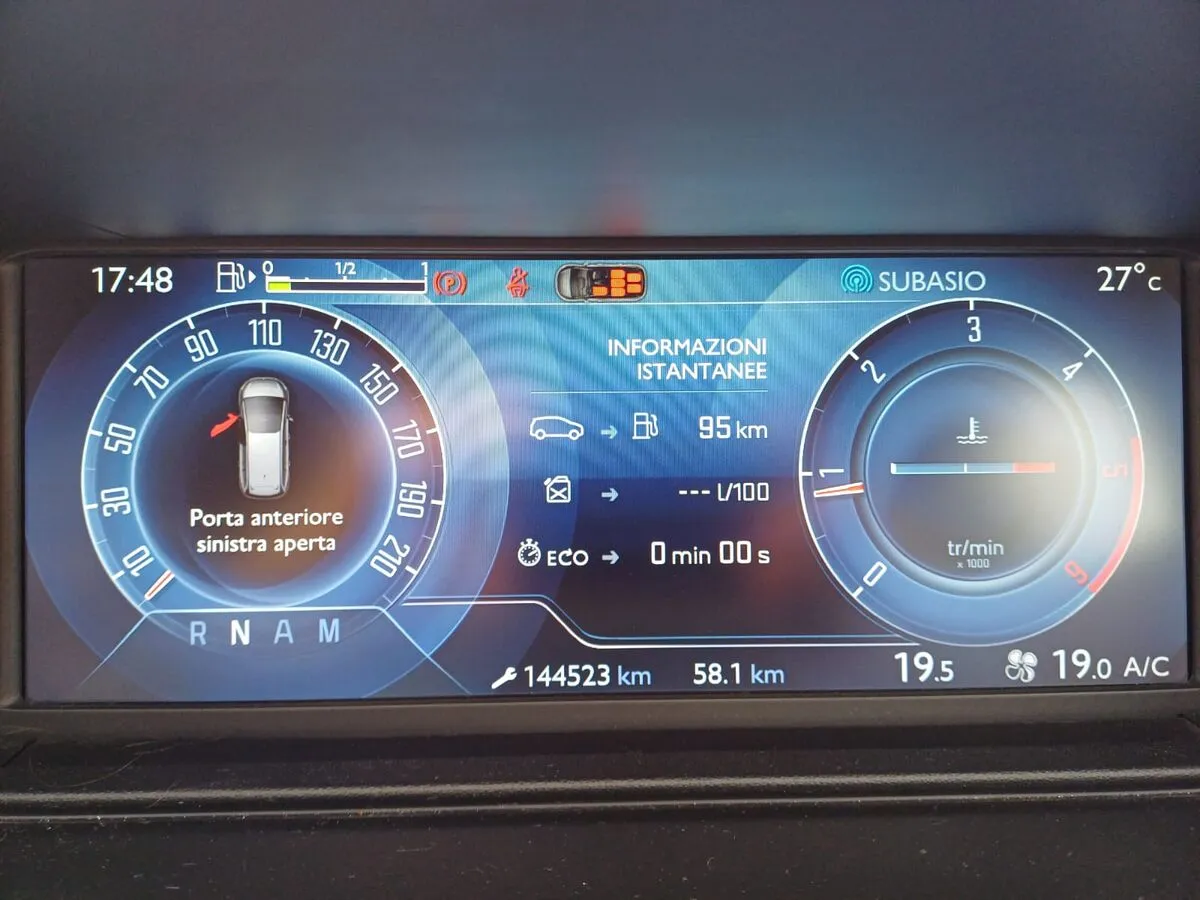 17:48
0 1/2 1
P
SUBASIO
27°C
10 30 50 70 90 110 130 150 170 190 210
Porta anteriore
sinistra aperta
R N A M
INFORMAZIONI
ISTANTANEE
95 km
--- l/100
ECO 0 min 00 s
0 1 2 3 4 5 6
tr/min
x 1000
144523 km 58.1 km
19.5 19.0 A/C